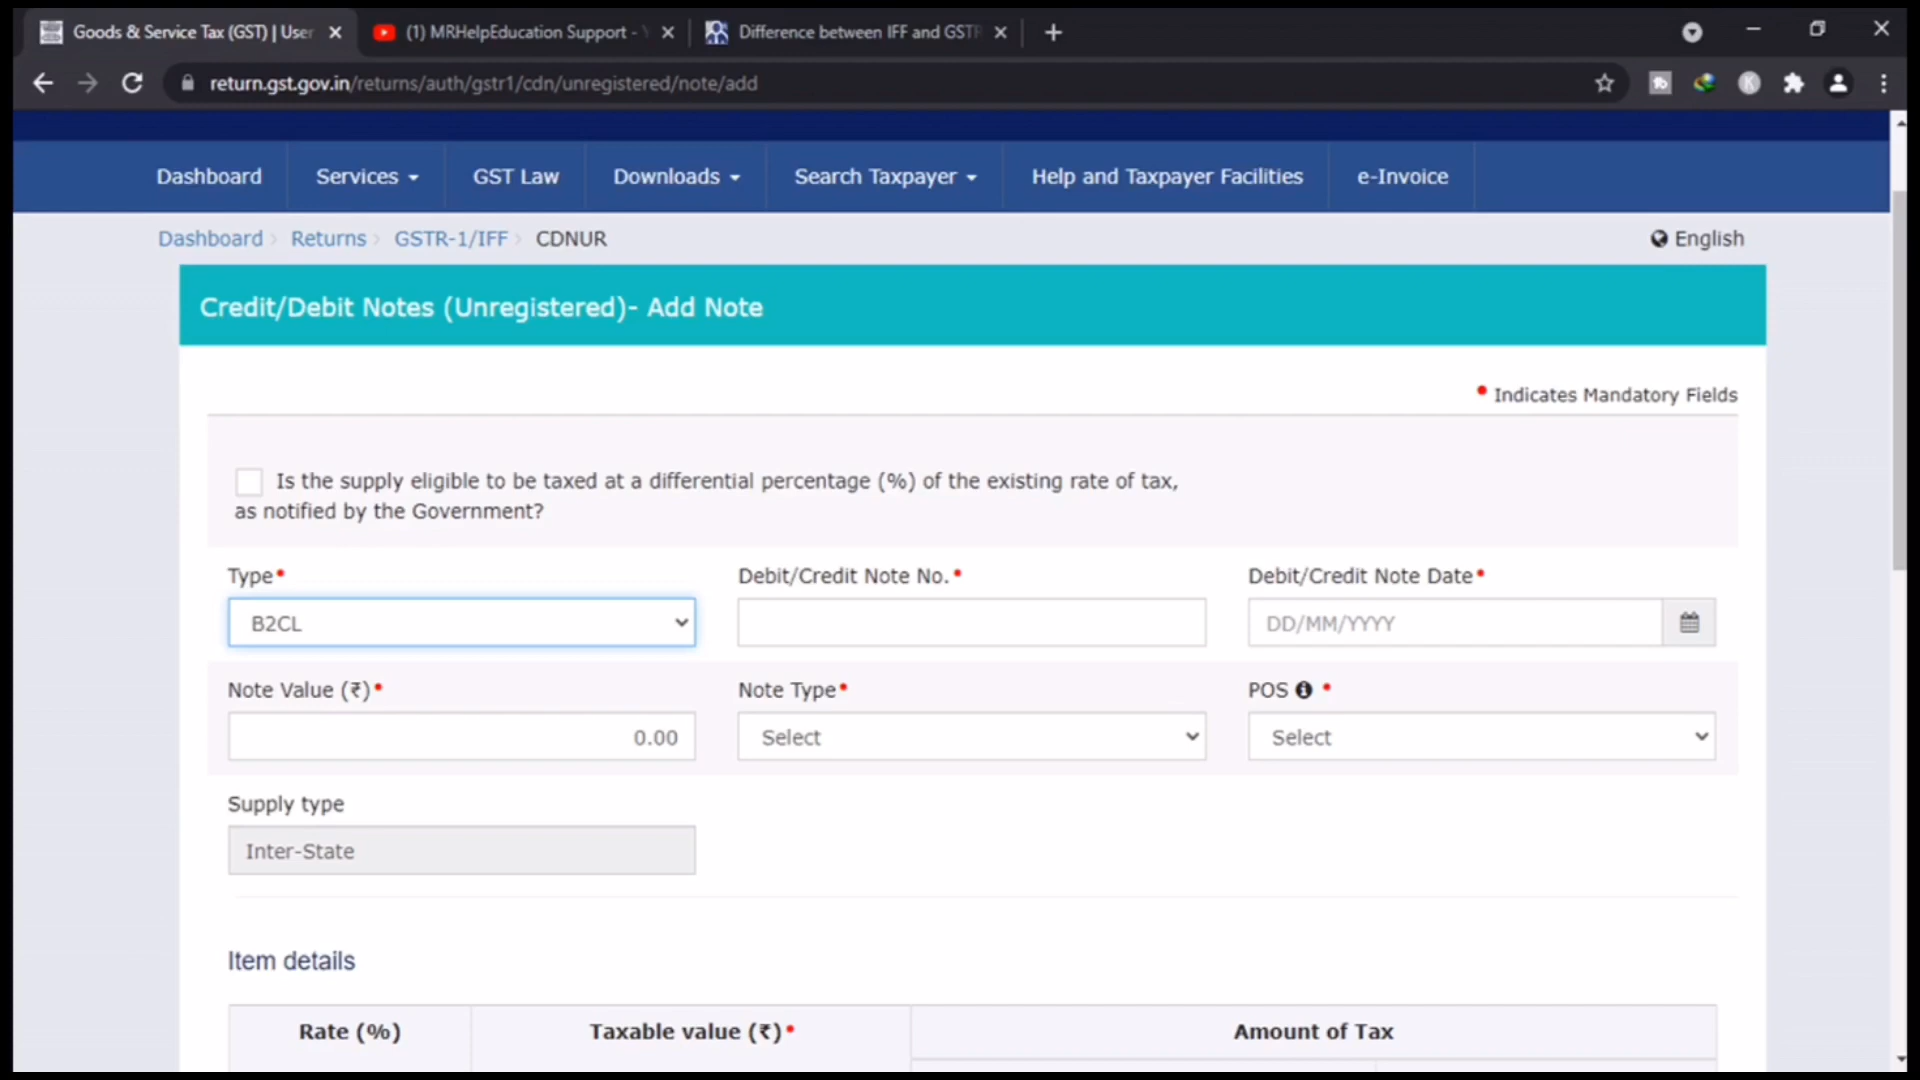 Goods & Service Tax (GST) | User
(1) MRHelpEducation Support -
Difference between IFF and GSTR
return.gst.gov.in/returns/auth/gstr1/cdn/unregistered/note/add
Dashboard Services GST Law Downloads Search Taxpayer Help and Taxpayer Facilities e-Invoice
Dashboard Returns GSTR-1/IFF CDNUR English
Credit/Debit Notes (Unregistered)- Add Note
• Indicates Mandatory Fields
Is the supply eligible to be taxed at a differential percentage (%) of the existing rate of tax,
as notified by the Government?
Type• Debit/Credit Note No.• Debit/Credit Note Date•
B2CL DD/MM/YYYY
Note Value (₹)• Note Type• POS •
0.00 Select Select
Supply type
Inter-State
Item details
Rate (%) Taxable value (₹)• Amount of Tax